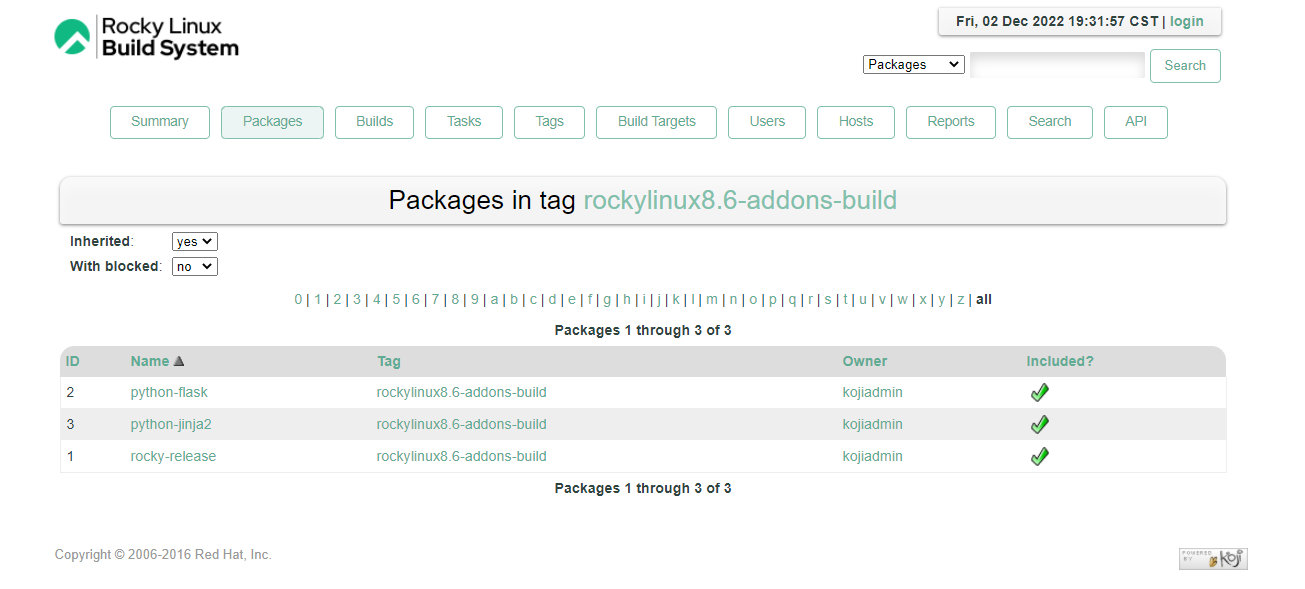 Rocky Linux
Build System
Fri, 02 Dec 2022 19:31:57 CST | login
Packages Search
Summary Packages Builds Tasks Tags Build Targets Users Hosts Reports Search API
Packages in tag rockylinux8.6-addons-build
Inherited: yes
With blocked: no
0 | 1 | 2 | 3 | 4 | 5 | 6 | 7 | 8 | 9 | a | b | c | d | e | f | g | h | i | j | k | l | m | n | o | p | q | r | s | t | u | v | w | x | y | z | all
Packages 1 through 3 of 3
ID Name Tag Owner Included?
2 python-flask rockylinux8.6-addons-build kojiadmin
3 python-jinja2 rockylinux8.6-addons-build kojiadmin
1 rocky-release rockylinux8.6-addons-build kojiadmin
Packages 1 through 3 of 3
Copyright © 2006-2016 Red Hat, Inc.
POWERED BY koji